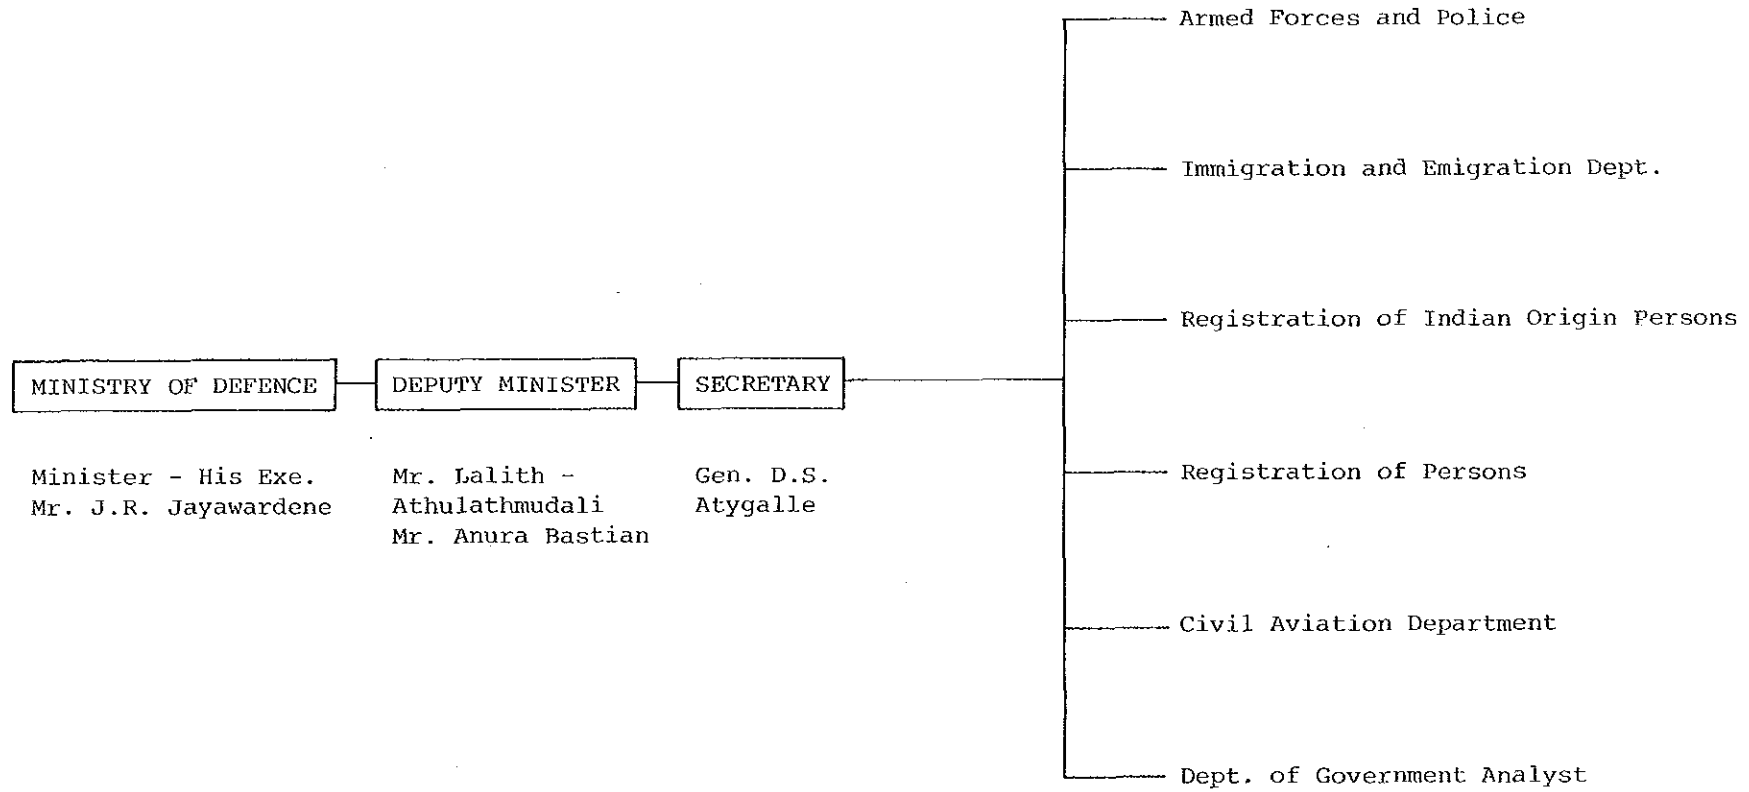 MINISTRY OF DEFENCE
Minister - His Exe.
Mr. J.R. Jayawardene
DEPUTY MINISTER
Mr. Lalith -
Athulathmudali
Mr. Anura Bastian
SECRETARY
Gen. D.S.
Atygalle
Armed Forces and Police
Immigration and Emigration Dept.
Registration of Indian Origin Persons
Registration of Persons
Civil Aviation Department
Dept. of Government Analyst